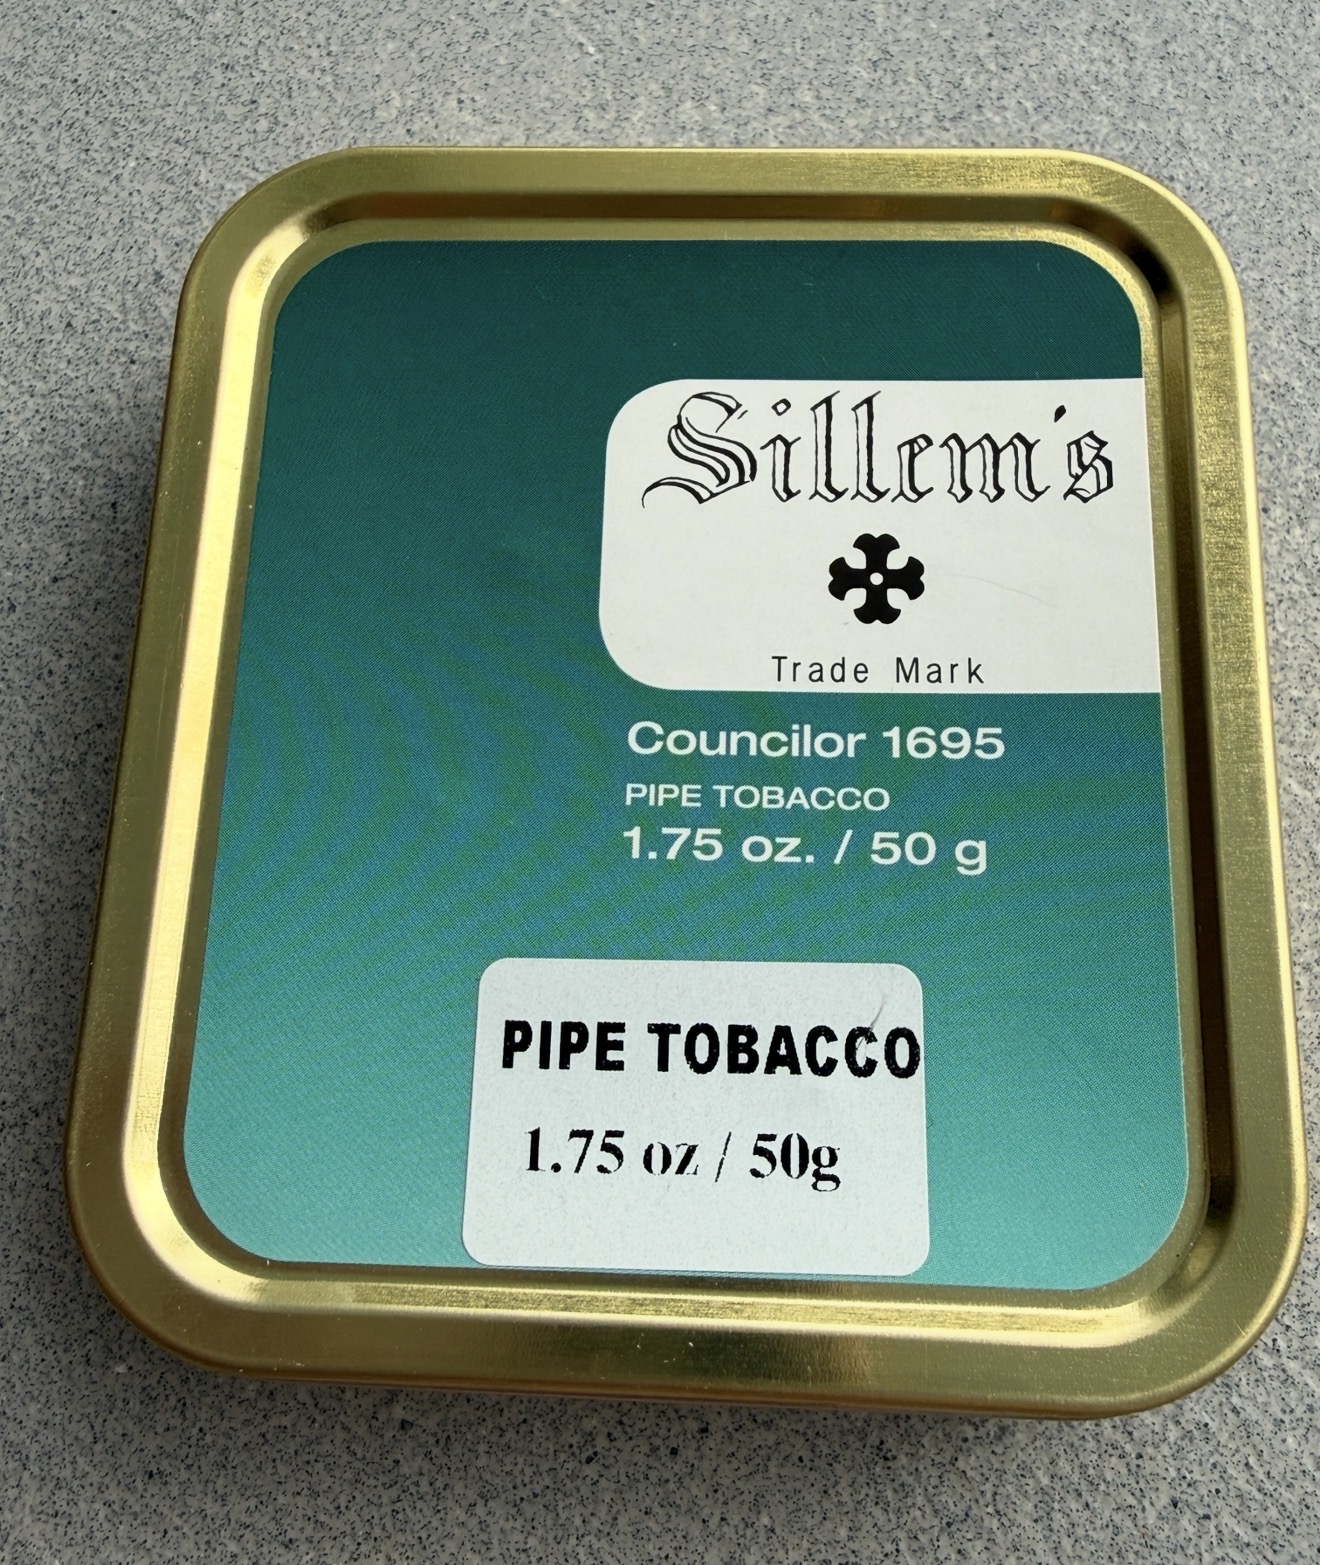 Sillem's
Trade Mark
Councilor 1695
PIPE TOBACCO
1.75 oz. / 50 g
PIPE TOBACCO
1.75 oz / 50g